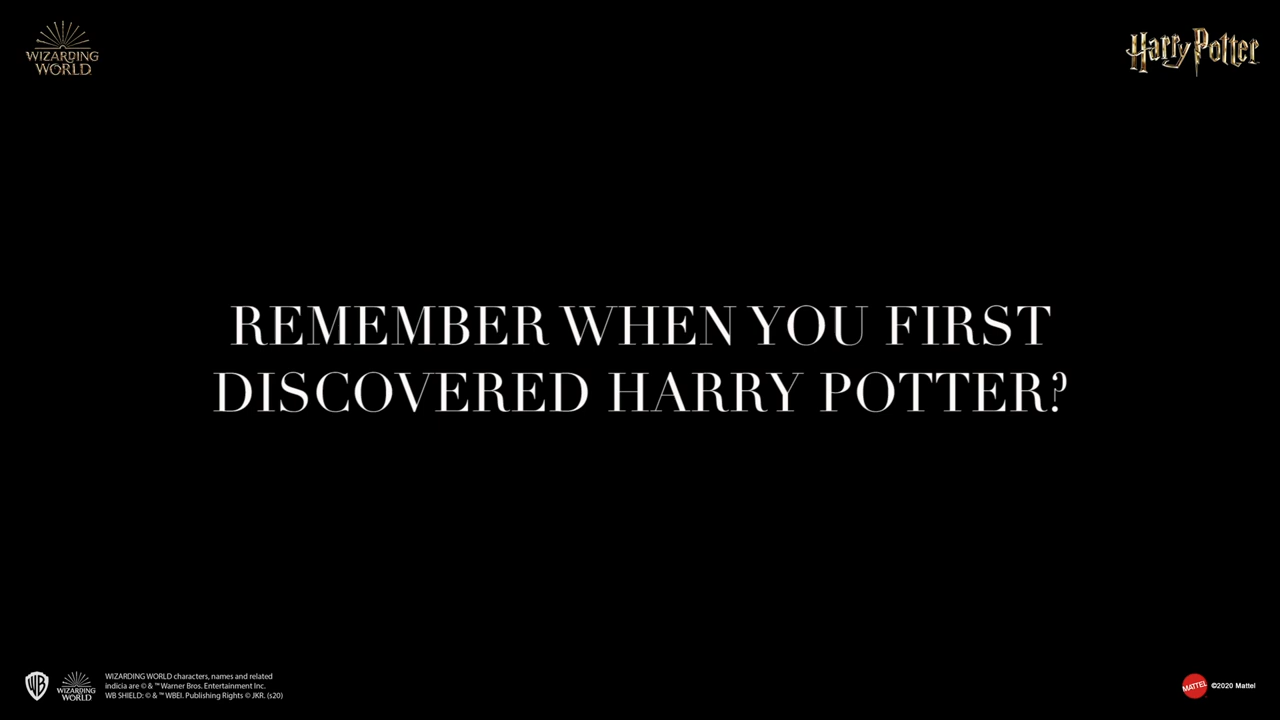 WIZARDING
WORLD
Harry Potter
REMEMBER WHEN YOU FIRST
DISCOVERED HARRY POTTER?
WB
WIZARDING
WORLD
WIZARDING WORLD characters, names and related
indicia are © & ™ Warner Bros. Entertainment Inc.
WB SHIELD: © & ™ WBEI. Publishing Rights © JKR. (s20)
MATTEL
©2020 Mattel